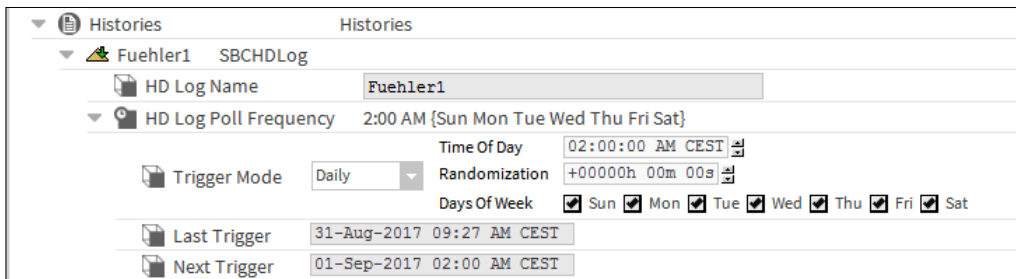 Histories Histories
Fuehler1 SBCHDLog
HD Log Name Fuehler1
HD Log Poll Frequency 2:00 AM {Sun Mon Tue Wed Thu Fri Sat}
Trigger Mode Daily
Time Of Day 02:00:00 AM CEST
Randomization +00000h 00m 00s
Days Of Week Sun Mon Tue Wed Thu Fri Sat
Last Trigger 31-Aug-2017 09:27 AM CEST
Next Trigger 01-Sep-2017 02:00 AM CEST